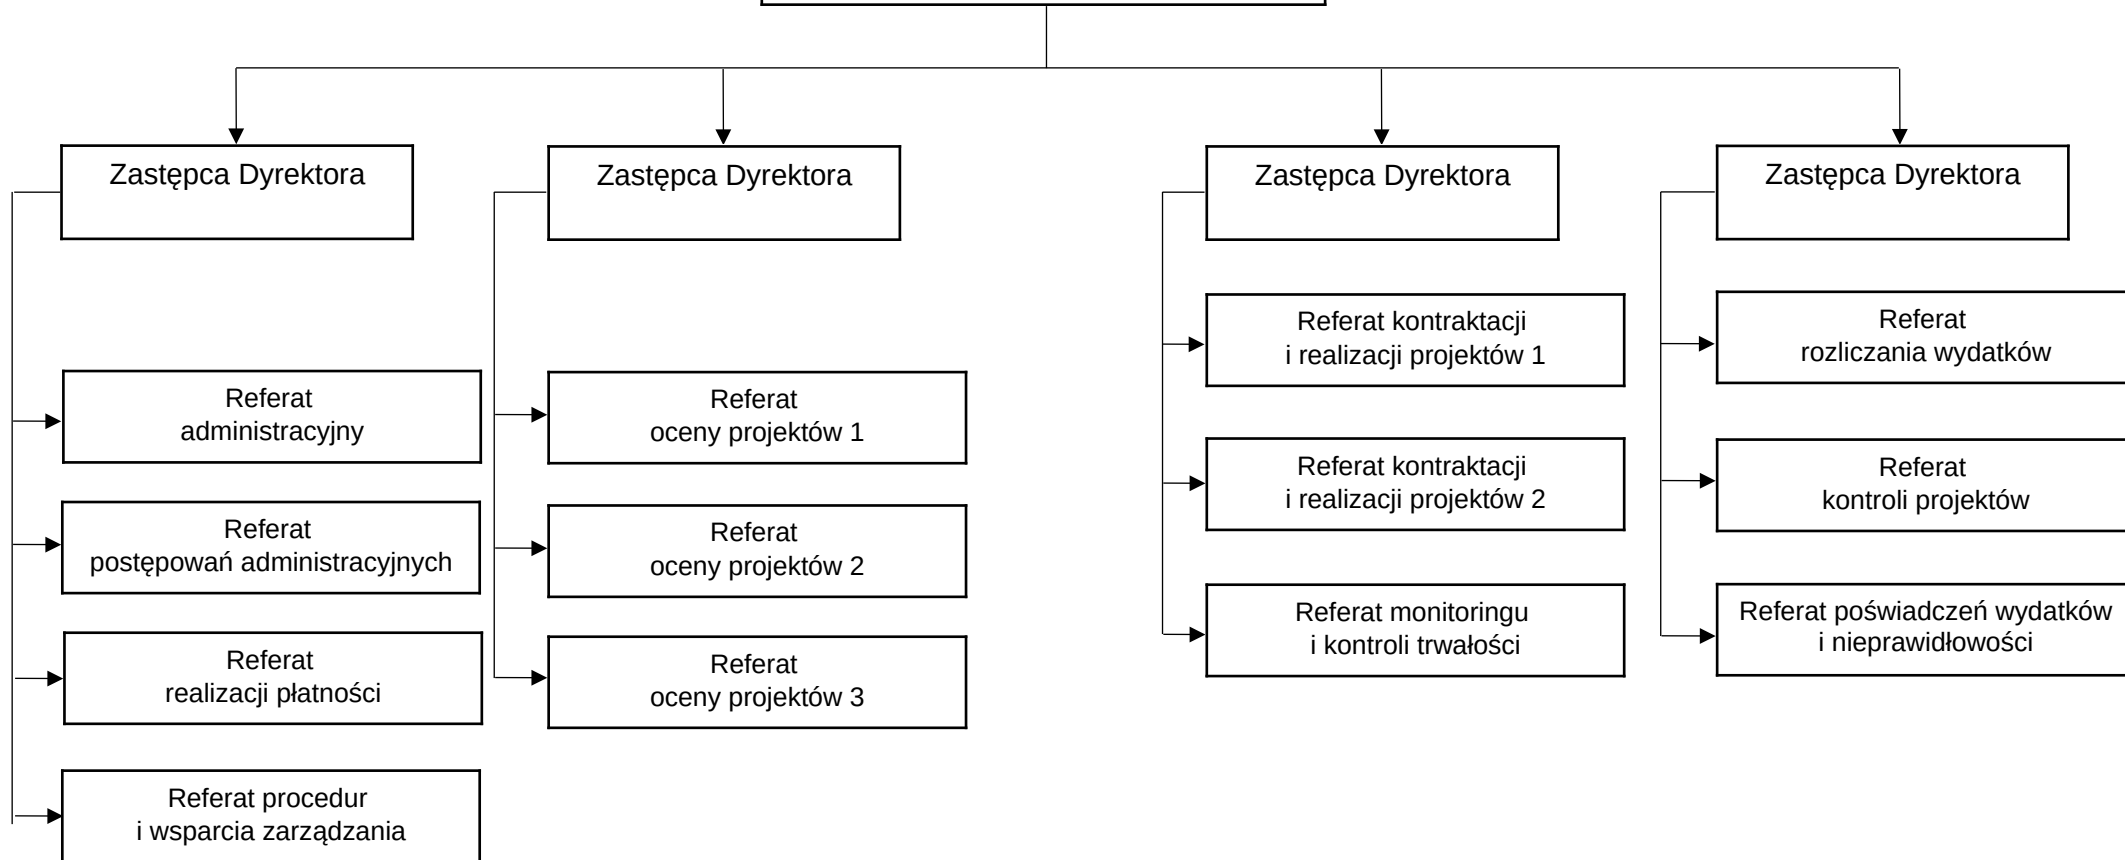 Zastępca Dyrektora
Zastępca Dyrektora
Zastępca Dyrektora
Zastępca Dyrektora
Referat
administracyjny
Referat
postępowań administracyjnych
Referat
realizacji płatności
Referat procedur
i wsparcia zarządzania
Referat
oceny projektów 1
Referat
oceny projektów 2
Referat
oceny projektów 3
Referat kontraktacji
i realizacji projektów 1
Referat kontraktacji
i realizacji projektów 2
Referat monitoringu
i kontroli trwałości
Referat
rozliczania wydatków
Referat
kontroli projektów
Referat poświadczeń wydatków
i nieprawidłowości